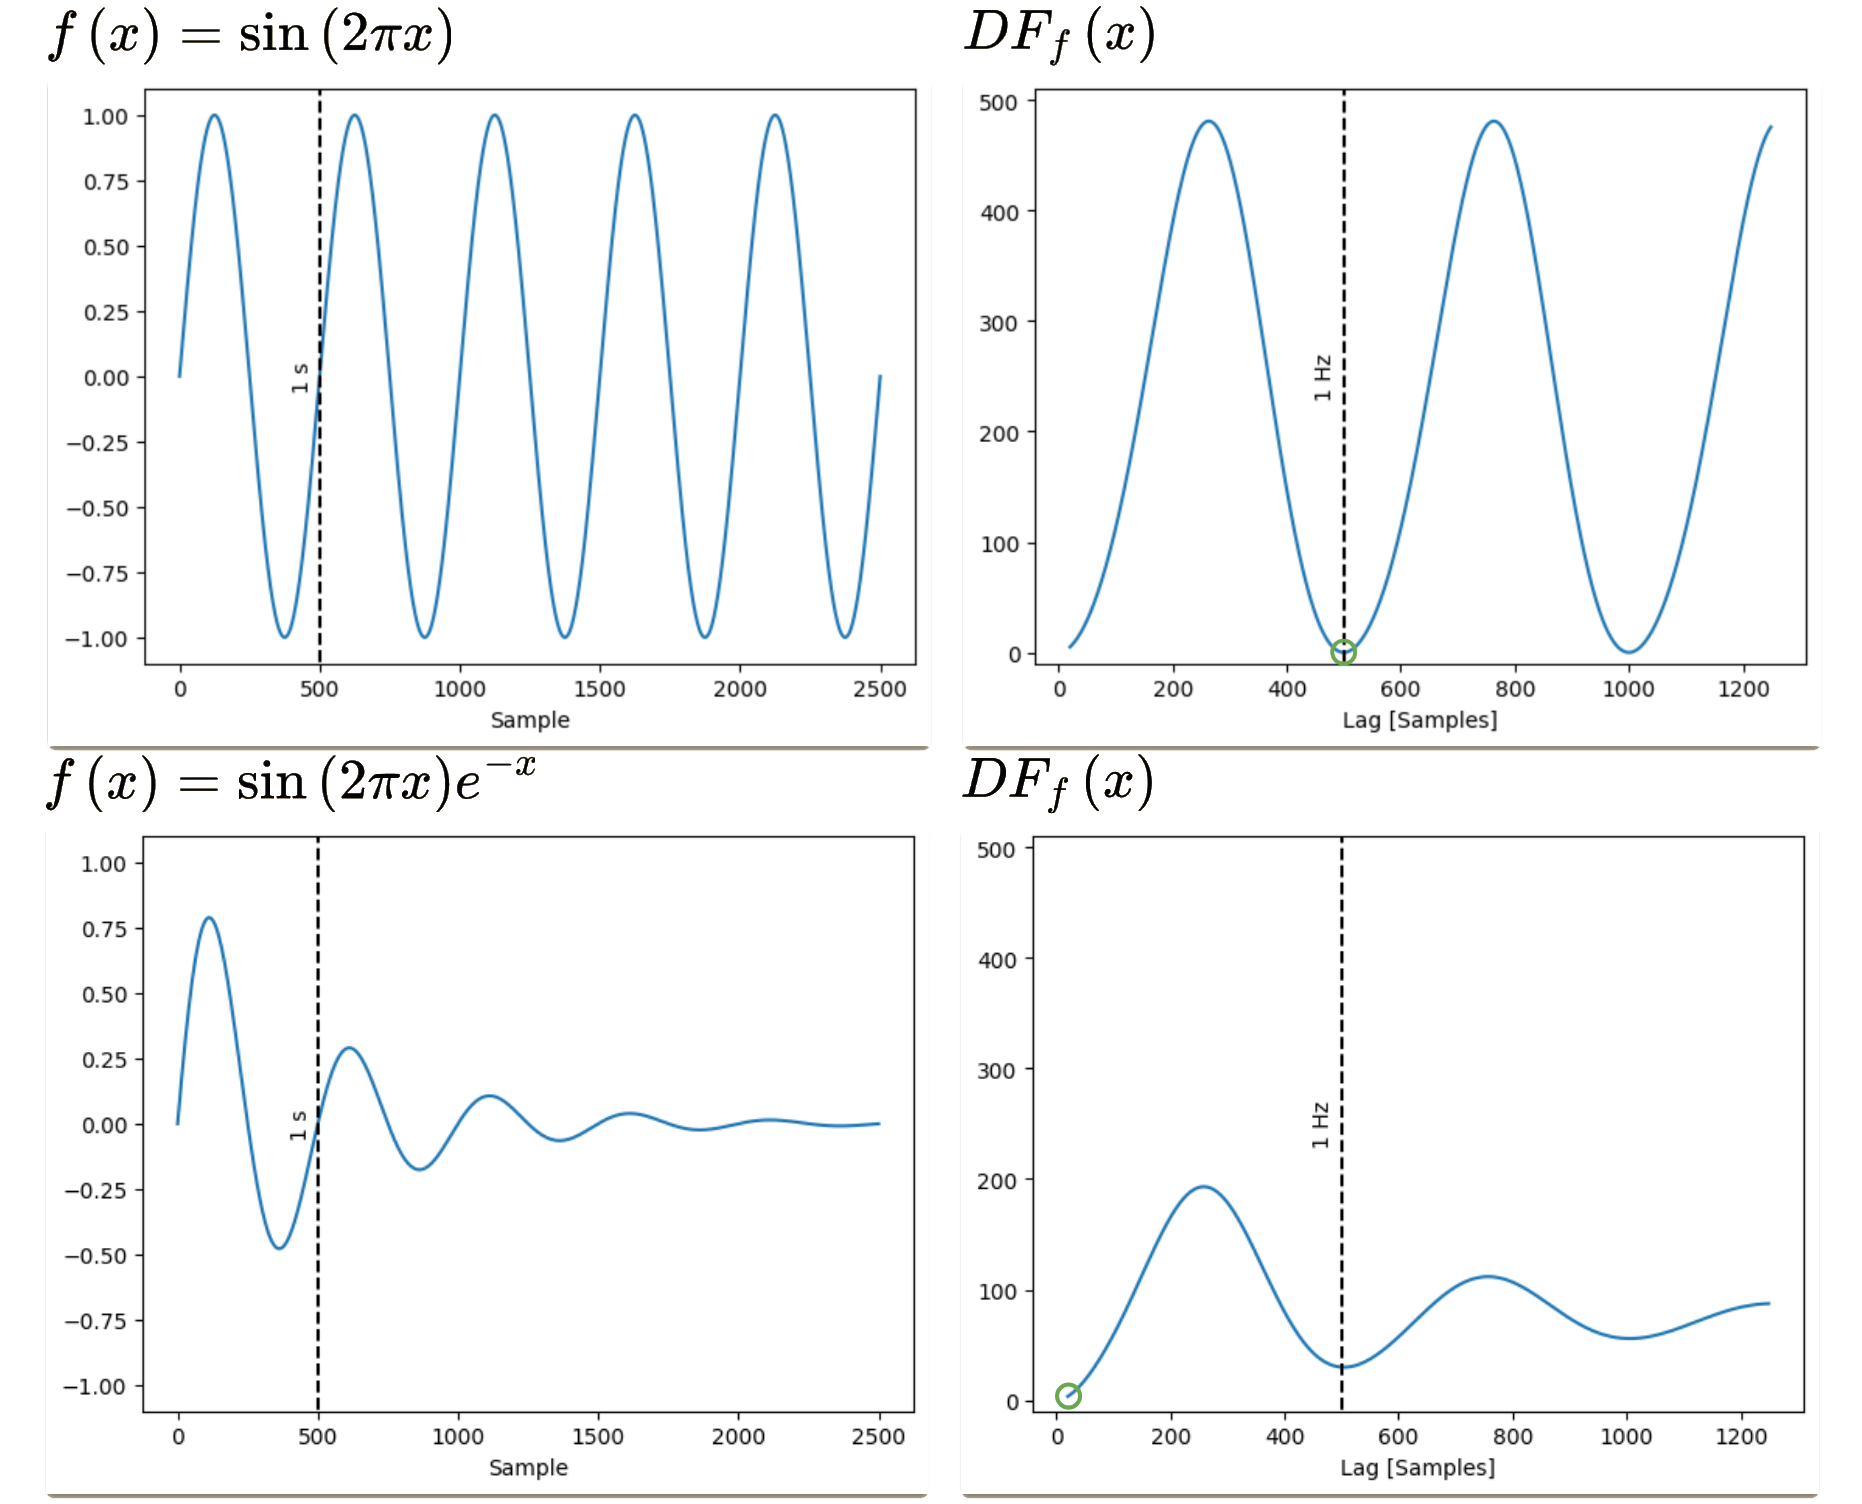 f(x) = sin(2πx)
1.00
0.75
0.50
0.25
0.00
−0.25
−0.50
−0.75
−1.00
1 s
0 500 1000 1500 2000 2500
Sample
DF_f(x)
500
400
300
200
100
0
1 Hz
0 200 400 600 800 1000 1200
Lag [Samples]
f(x) = sin(2πx)e^{−x}
1.00
0.75
0.50
0.25
0.00
−0.25
−0.50
−0.75
−1.00
1 s
0 500 1000 1500 2000 2500
Sample
DF_f(x)
500
400
300
200
100
0
1 Hz
0 200 400 600 800 1000 1200
Lag [Samples]